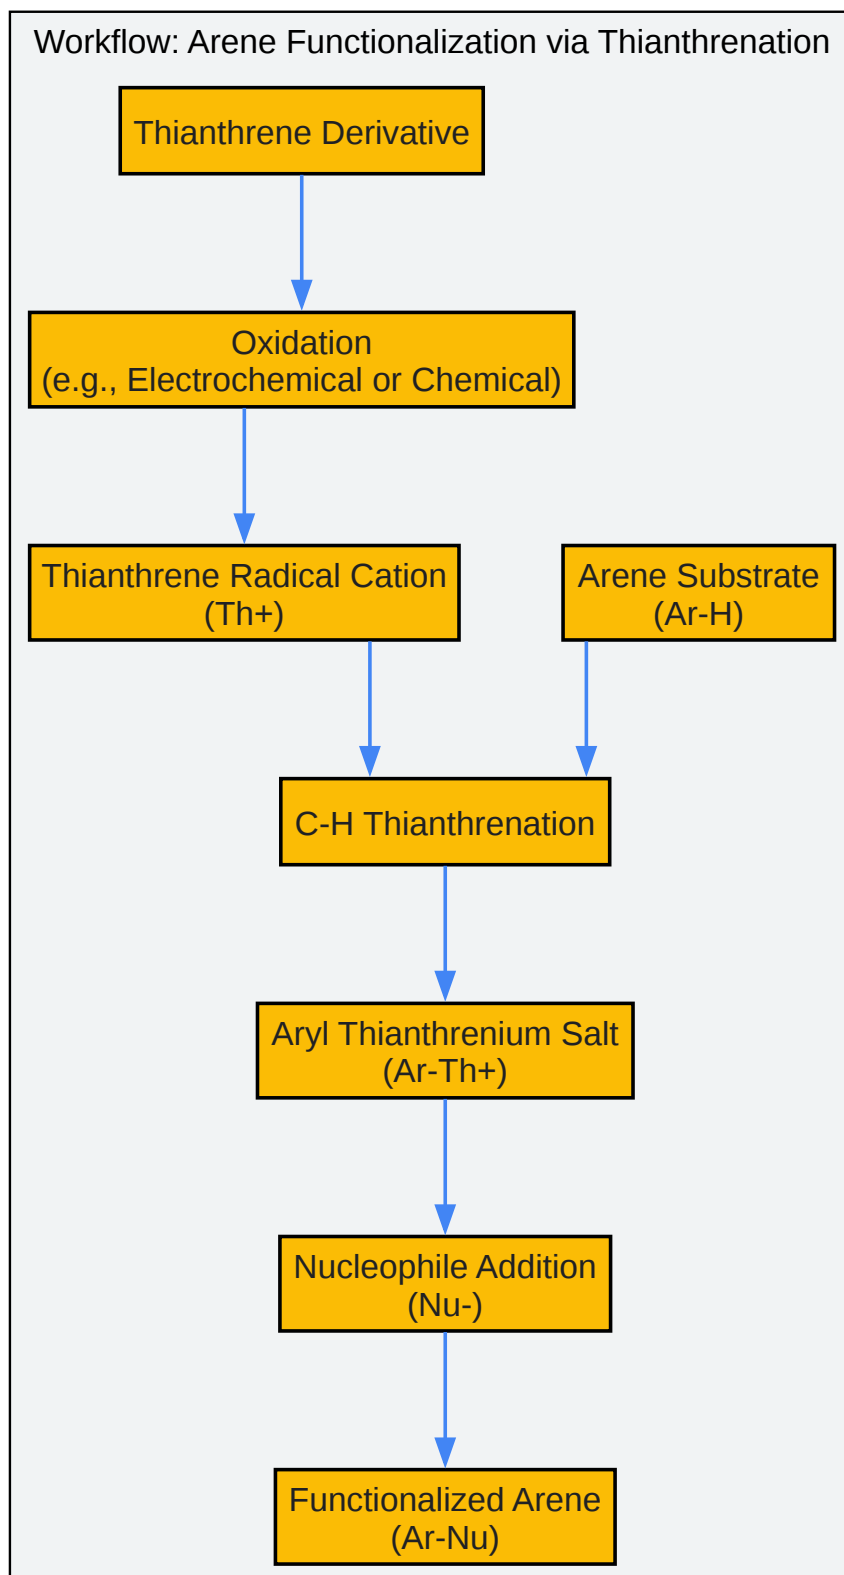 Workflow: Arene Functionalization via Thianthrenation
Thianthrene Derivative
Oxidation
(e.g., Electrochemical or Chemical)
Thianthrene Radical Cation
(Th+)
Arene Substrate
(Ar-H)
C-H Thianthrenation
Aryl Thianthrenium Salt
(Ar-Th+)
Nucleophile Addition
(Nu-)
Functionalized Arene
(Ar-Nu)